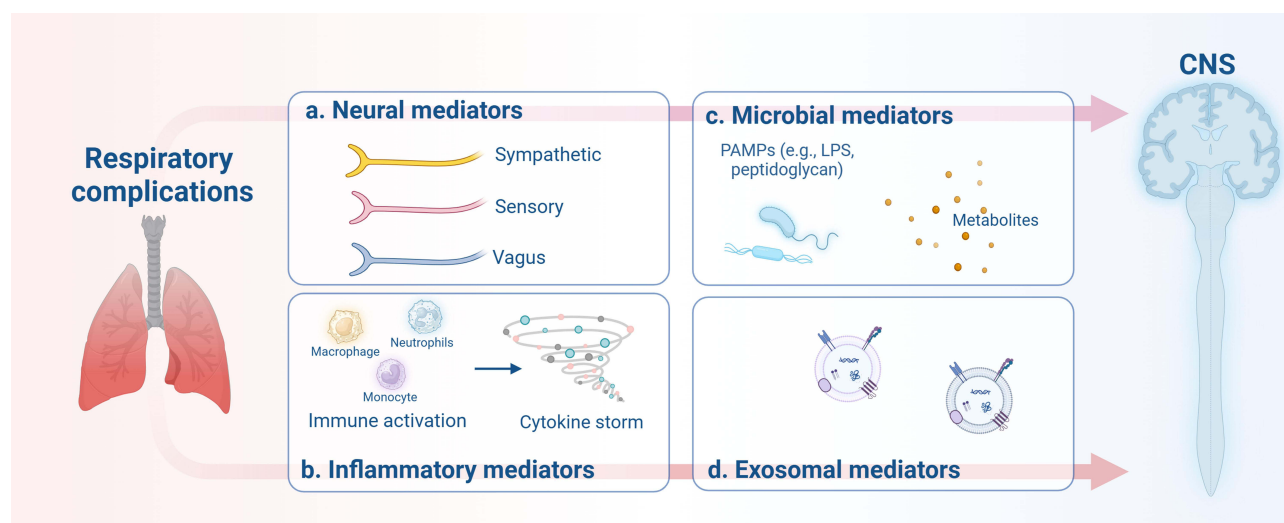 CNS
Respiratory
complications
a. Neural mediators
Sympathetic
Sensory
Vagus
c. Microbial mediators
PAMPs (e.g., LPS,
peptidoglycan)
Metabolites
Macrophage
Neutrophils
Monocyte
Immune activation
Cytokine storm
b. Inflammatory mediators
d. Exosomal mediators